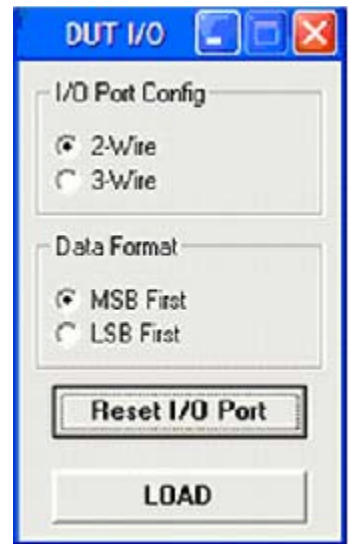 DUT I/O
I/O Port Config
2-Wire
3-Wire
Data Format
MSB First
LSB First
Reset I/O Port
LOAD